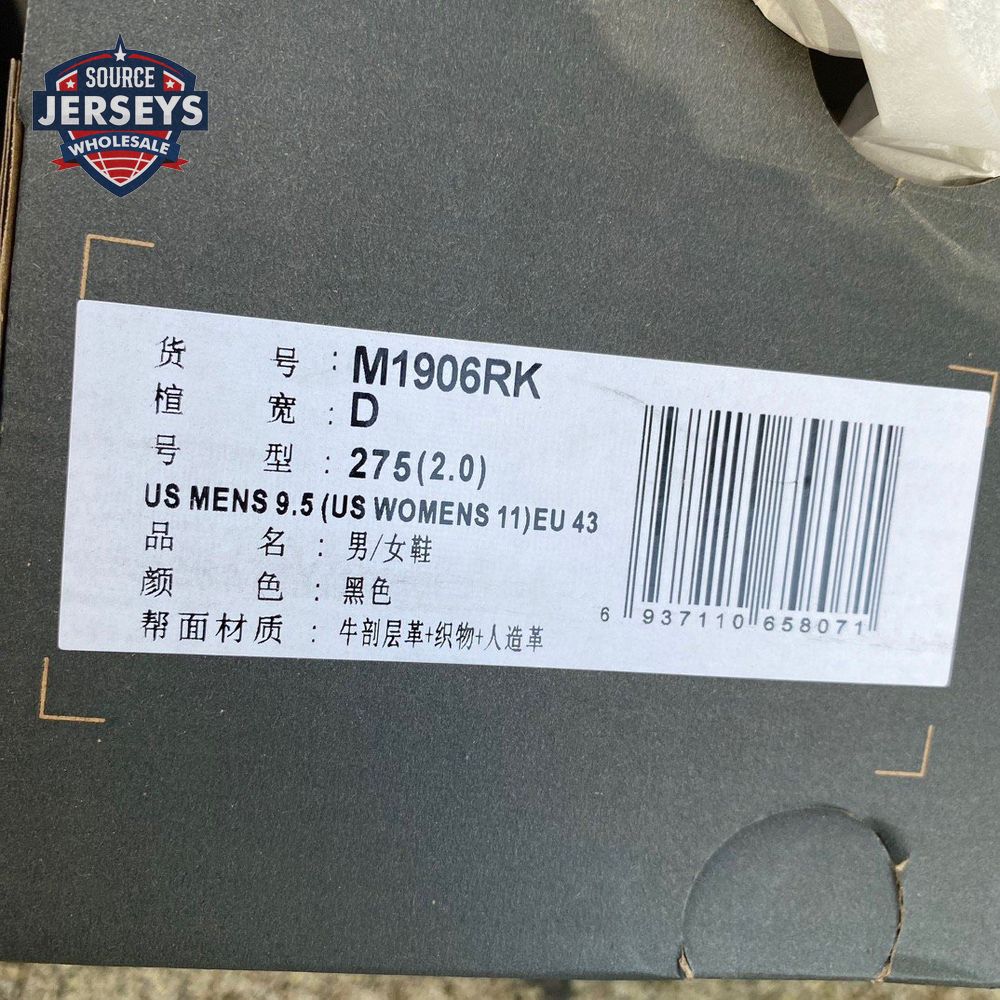 SOURCE
JERSEYS
WHOLESALE
货 号 : M1906RK
楦 宽 : D
号 型 : 275(2.0)
US MENS 9.5 (US WOMENS 11)EU 43
品 名 : 男/女鞋
颜 色 : 黑色
帮面材质 : 牛剖层革+织物+人造革
6 937110 658071